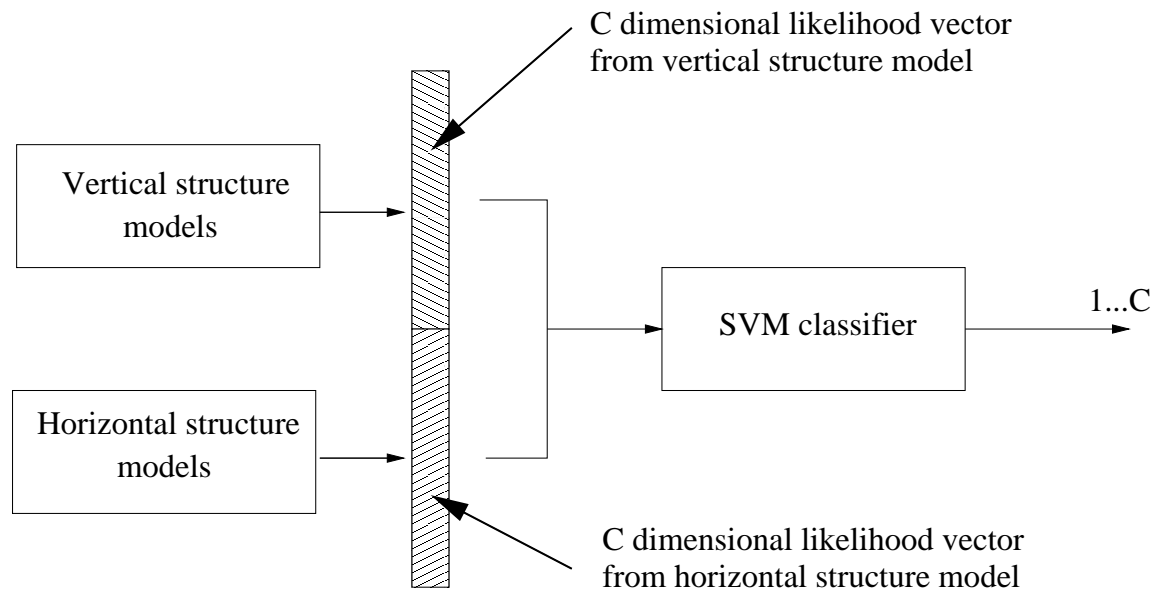 C dimensional likelihood vector
from vertical structure model
Vertical structure
models
1...C
SVM classifier
Horizontal structure
models
C dimensional likelihood vector
from horizontal structure model